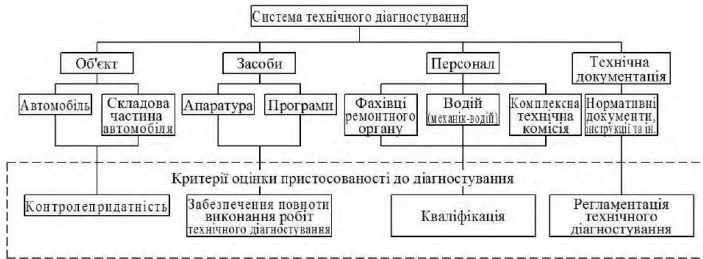 Система технічного діагностування
Об'єкт
Засоби
Персонал
Технічна
документація
Автомобіль
Складова
частина
автомобіля
Апаратура
Програми
Фахівці
ремонтного
органу
Водій
(механік-водій)
Комплексна
технічна
комісія
Нормативні
документи,
інструкції та ін.
Критерії оцінки пристосованості до діагностування
Контролепридатність
Забезпечення повноти
виконання робіт
технічного діагностування
Кваліфікація
Регламентація
технічного
діагностування